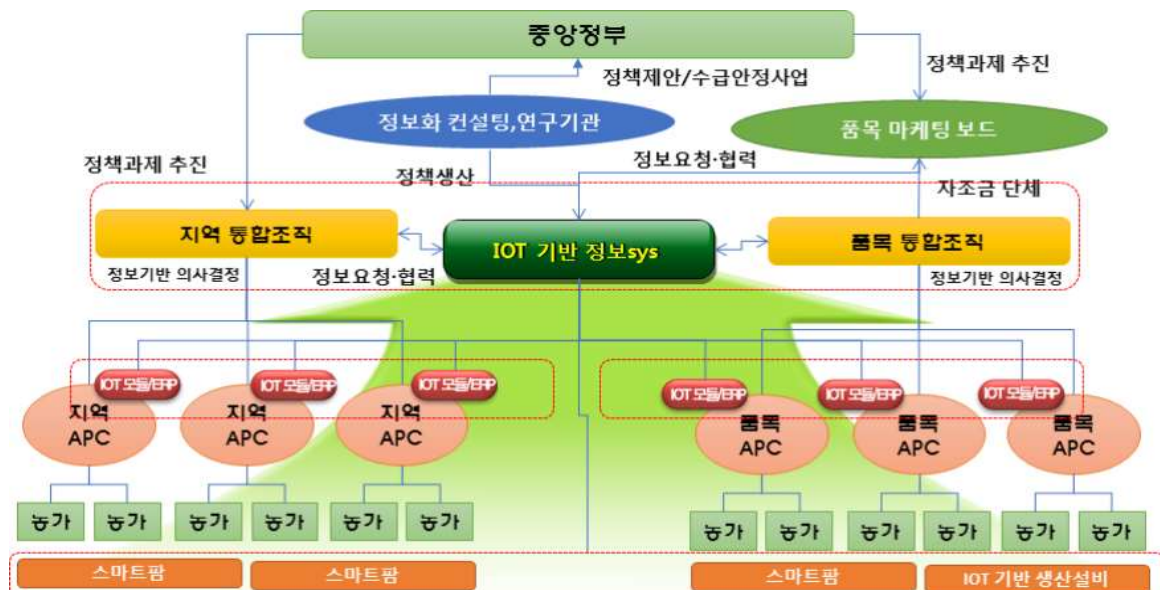 중앙정부
정책제안/수급안정사업
정책과제 추진
정보화 컨설팅,연구기관
품목 마케팅 보드
정책과제 추진
정책생산
정보요청·협력
자조금 단체
지역 통합조직
IOT 기반 정보sys
품목 통합조직
정보기반 의사결정
정보요청·협력
정보기반 의사결정
IOT 모듈/ERP
IOT 모듈/ERP
IOT 모듈/ERP
IOT 모듈/ERP
IOT 모듈/ERP
IOT 모듈/ERP
지역
APC
지역
APC
지역
APC
품목
APC
품목
APC
품목
APC
농가
농가
농가
농가
농가
농가
농가
농가
농가
농가
농가
농가
스마트팜
스마트팜
스마트팜
IOT 기반 생산설비